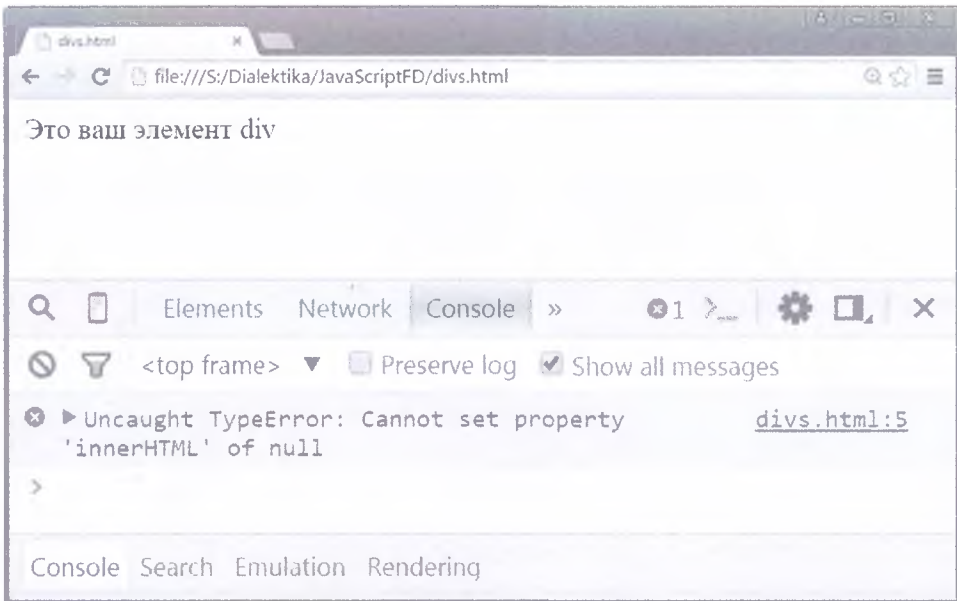 divs.html
file:///S:/Dialektika/JavaScriptFD/divs.html
Это ваш элемент div
Elements Network Console » 1
<top frame> ▼ Preserve log Show all messages
Uncaught TypeError: Cannot set property divs.html:5
'innerHTML' of null
>
Console Search Emulation Rendering